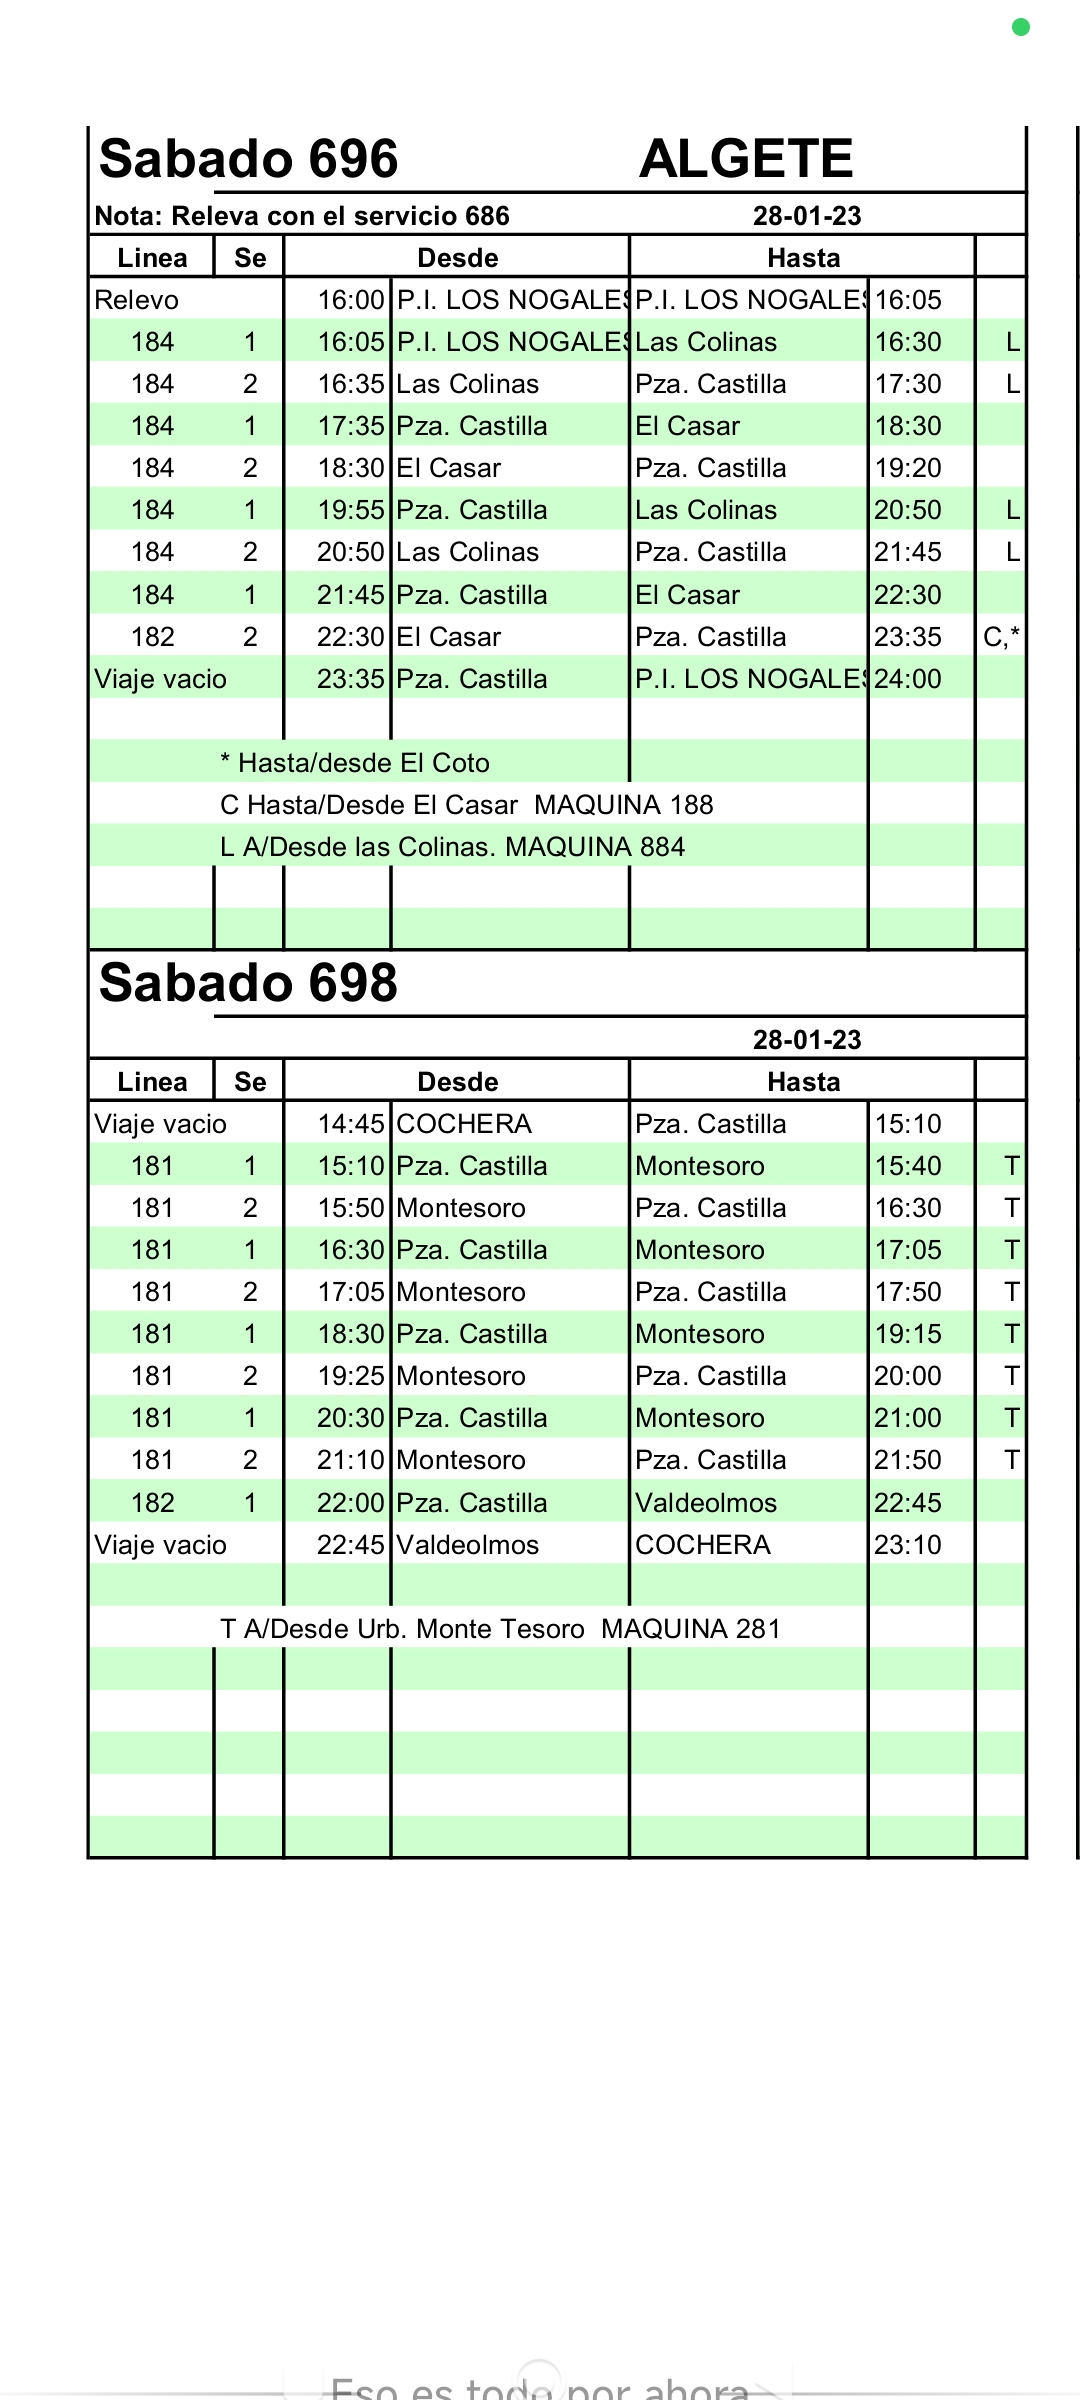 Sabado 696 ALGETE
Nota: Releva con el servicio 686 28-01-23
Linea Se Desde Hasta
Relevo 16:00 P.I. LOS NOGALES P.I. LOS NOGALES 16:05
184 1 16:05 P.I. LOS NOGALES Las Colinas 16:30 L
184 2 16:35 Las Colinas Pza. Castilla 17:30 L
184 1 17:35 Pza. Castilla El Casar 18:30
184 2 18:30 El Casar Pza. Castilla 19:20
184 1 19:55 Pza. Castilla Las Colinas 20:50 L
184 2 20:50 Las Colinas Pza. Castilla 21:45 L
184 1 21:45 Pza. Castilla El Casar 22:30
182 2 22:30 El Casar Pza. Castilla 23:35 C,*
Viaje vacio 23:35 Pza. Castilla P.I. LOS NOGALES 24:00
* Hasta/desde El Coto
C Hasta/Desde El Casar MAQUINA 188
L A/Desde las Colinas. MAQUINA 884
Sabado 698
28-01-23
Linea Se Desde Hasta
Viaje vacio 14:45 COCHERA Pza. Castilla 15:10
181 1 15:10 Pza. Castilla Montesoro 15:40 T
181 2 15:50 Montesoro Pza. Castilla 16:30 T
181 1 16:30 Pza. Castilla Montesoro 17:05 T
181 2 17:05 Montesoro Pza. Castilla 17:50 T
181 1 18:30 Pza. Castilla Montesoro 19:15 T
181 2 19:25 Montesoro Pza. Castilla 20:00 T
181 1 20:30 Pza. Castilla Montesoro 21:00 T
181 2 21:10 Montesoro Pza. Castilla 21:50 T
182 1 22:00 Pza. Castilla Valdeolmos 22:45
Viaje vacio 22:45 Valdeolmos COCHERA 23:10
T A/Desde Urb. Monte Tesoro MAQUINA 281
Eso es todo por ahora